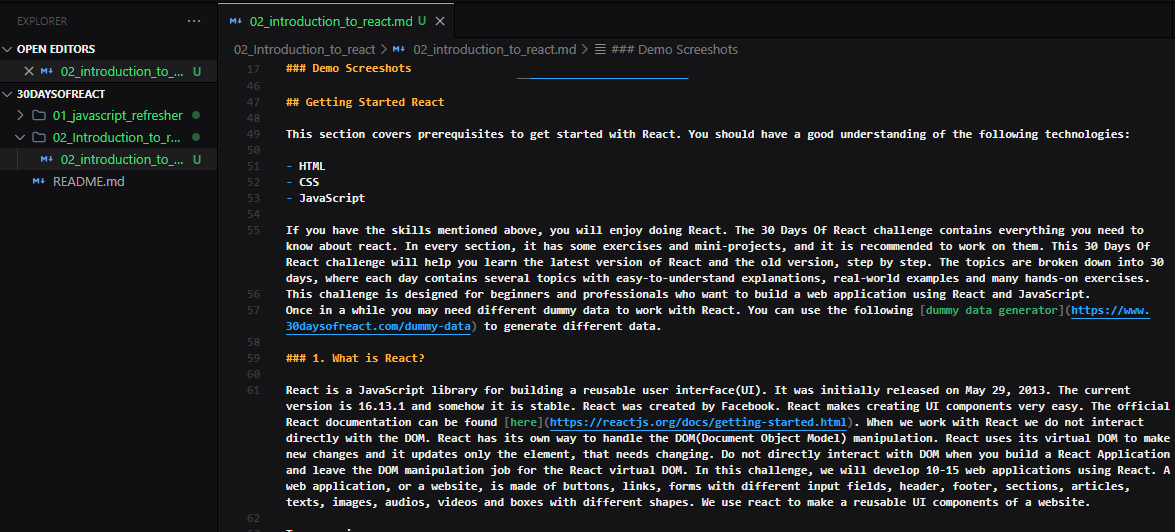 EXPLORER
···
OPEN EDITORS
02_introduction_to_... U
30DAYSOFREACT
01_javascript_refresher
02_Introduction_to_r...
02_introduction_to_... U
README.md
02_introduction_to_react.md U
02_Introduction_to_react > 02_introduction_to_react.md > ### Demo Screeshots
17 ### Demo Screeshots
46
47 ## Getting Started React
48
49 This section covers prerequisites to get started with React. You should have a good understanding of the following technologies:
50
51 - HTML
52 - CSS
53 - JavaScript
54
55 If you have the skills mentioned above, you will enjoy doing React. The 30 Days Of React challenge contains everything you need to
know about react. In every section, it has some exercises and mini-projects, and it is recommended to work on them. This 30 Days Of
React challenge will help you learn the latest version of React and the old version, step by step. The topics are broken down into 30
days, where each day contains several topics with easy-to-understand explanations, real-world examples and many hands-on exercises.
56 This challenge is designed for beginners and professionals who want to build a web application using React and JavaScript.
57 Once in a while you may need different dummy data to work with React. You can use the following [dummy data generator](https://www.
30daysofreact.com/dummy-data) to generate different data.
58
59 ### 1. What is React?
60
61 React is a JavaScript library for building a reusable user interface(UI). It was initially released on May 29, 2013. The current
version is 16.13.1 and somehow it is stable. React was created by Facebook. React makes creating UI components very easy. The official
React documentation can be found [here](https://reactjs.org/docs/getting-started.html). When we work with React we do not interact
directly with the DOM. React has its own way to handle the DOM(Document Object Model) manipulation. React uses its virtual DOM to make
new changes and it updates only the element, that needs changing. Do not directly interact with DOM when you build a React Application
and leave the DOM manipulation job for the React virtual DOM. In this challenge, we will develop 10-15 web applications using React. A
web application, or a website, is made of buttons, links, forms with different input fields, header, footer, sections, articles,
texts, images, audios, videos and boxes with different shapes. We use react to make a reusable UI components of a website.
62